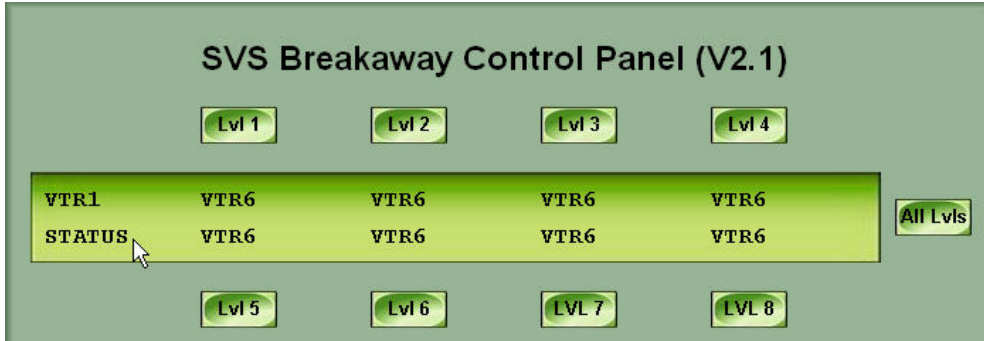 SVS Breakaway Control Panel (V2.1)
Lvl 1 Lvl 2 Lvl 3 Lvl 4
VTR1 VTR6 VTR6 VTR6 VTR6
STATUS VTR6 VTR6 VTR6 VTR6
All Lvls
Lvl 5 Lvl 6 LVL 7 LVL 8